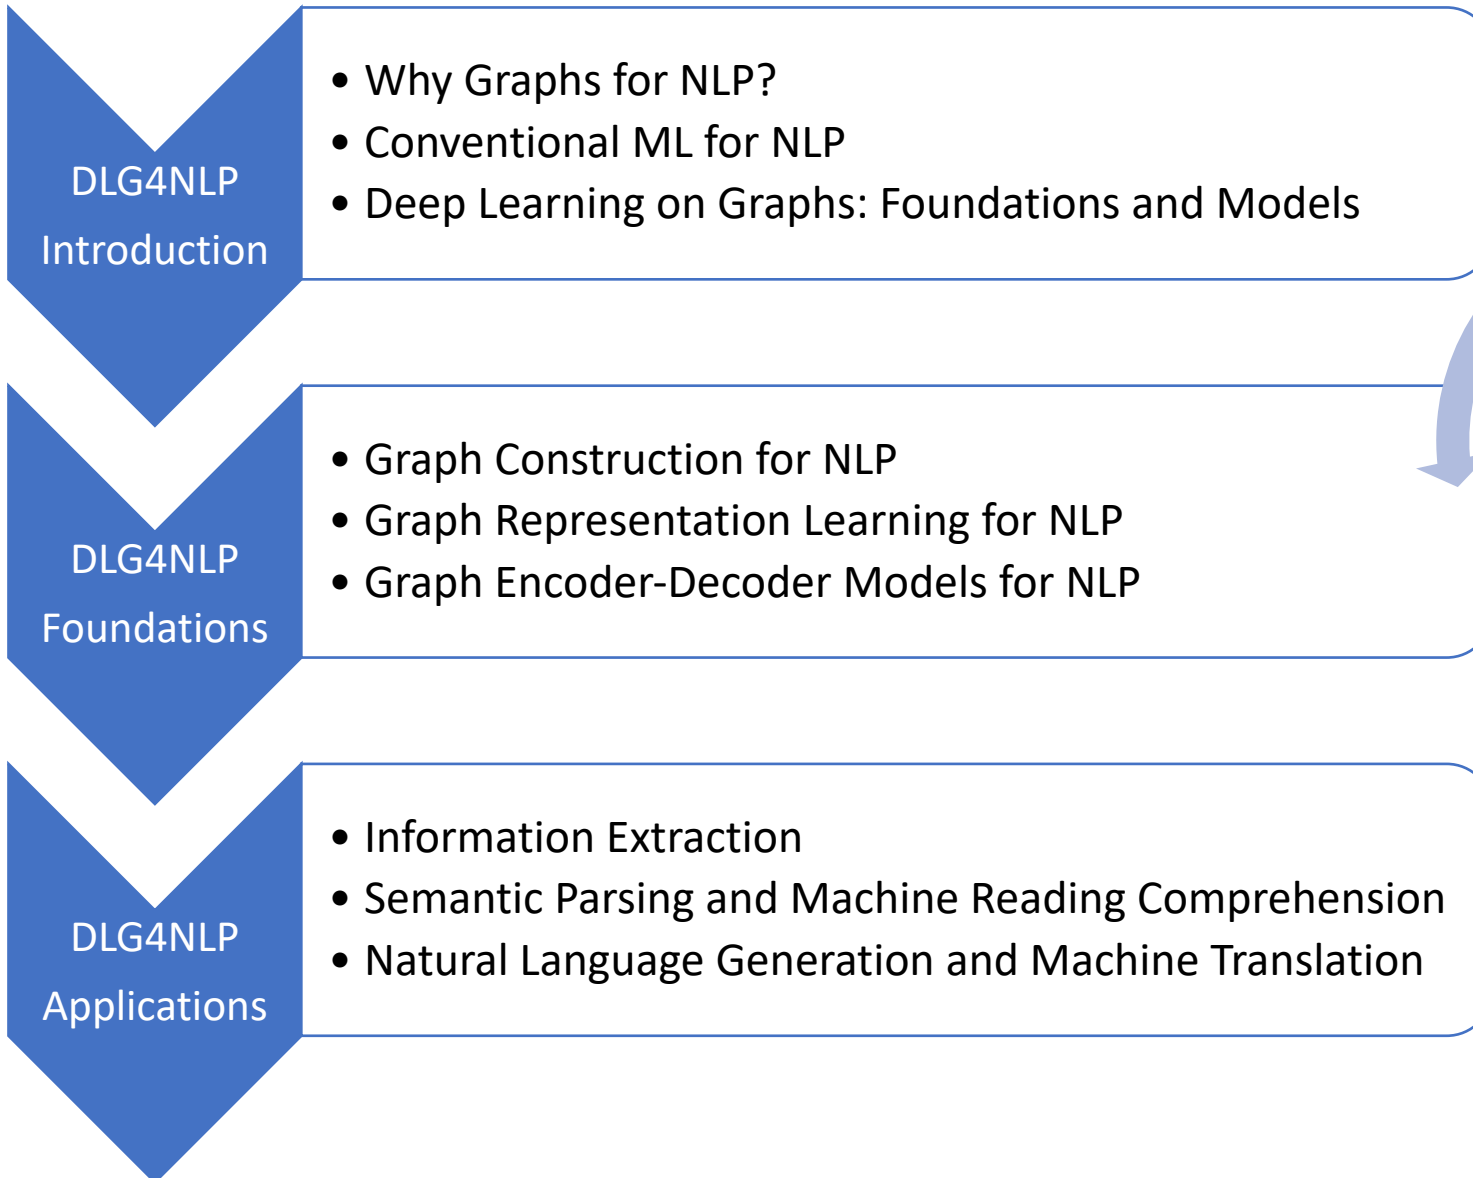 DLG4NLP
Introduction
• Why Graphs for NLP?
• Conventional ML for NLP
• Deep Learning on Graphs: Foundations and Models
DLG4NLP
Foundations
• Graph Construction for NLP
• Graph Representation Learning for NLP
• Graph Encoder-Decoder Models for NLP
DLG4NLP
Applications
• Information Extraction
• Semantic Parsing and Machine Reading Comprehension
• Natural Language Generation and Machine Translation